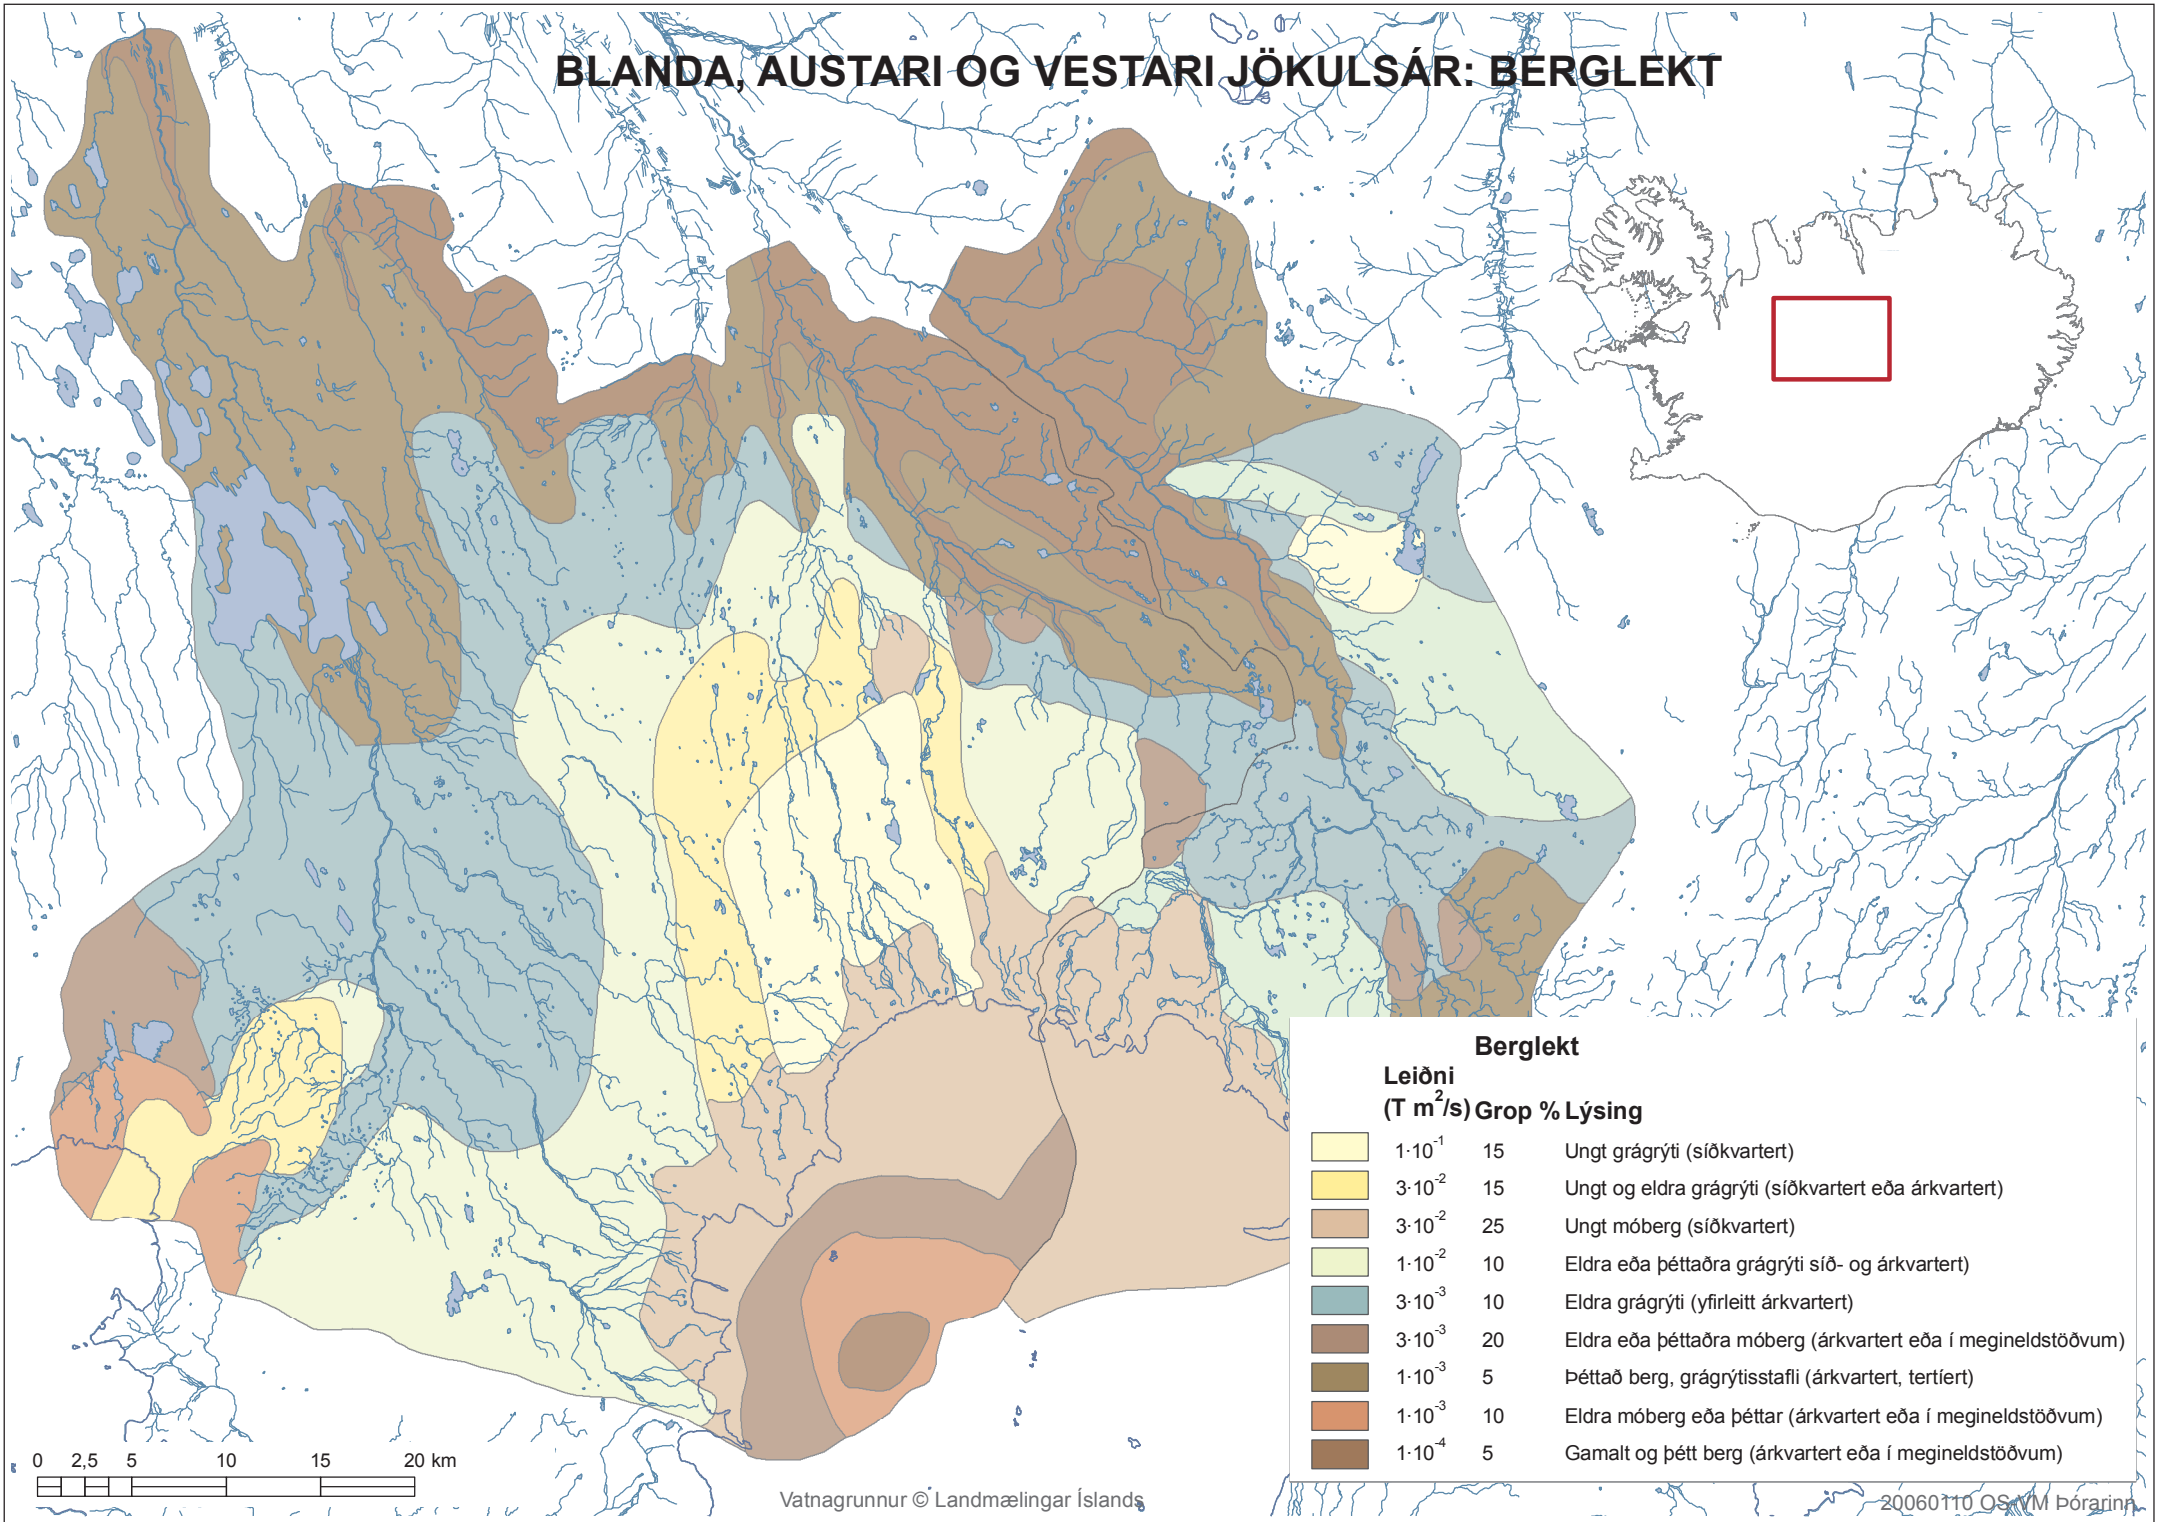 BLANDA, AUSTARI OG VESTARI JÖKULSÁR: BERGLEKT
Berglekt
Leiðni
(T m²/s) Grop % Lýsing
1·10⁻¹ 15 Ungt grágrýti (síðkvartert)
3·10⁻² 15 Ungt og eldra grágrýti (síðkvartert eða árkvartert)
3·10⁻² 25 Ungt móberg (síðkvartert)
1·10⁻² 10 Eldra eða þéttaðra grágrýti síð- og árkvartert)
3·10⁻³ 10 Eldra grágrýti (yfirleitt árkvartert)
3·10⁻³ 20 Eldra eða þéttaðra móberg (árkvartert eða í megineldstöðvum)
1·10⁻³ 5 Þéttað berg, grágrýtisstafli (árkvartert, tertíert)
1·10⁻³ 10 Eldra móberg eða þéttar (árkvartert eða í megineldstöðvum)
1·10⁻⁴ 5 Gamalt og þétt berg (árkvartert eða í megineldstöðvum)
0 2,5 5 10 15 20 km
Vatnagrunnur © Landmælingar Íslands
20060110 OS/VM Þórarinn